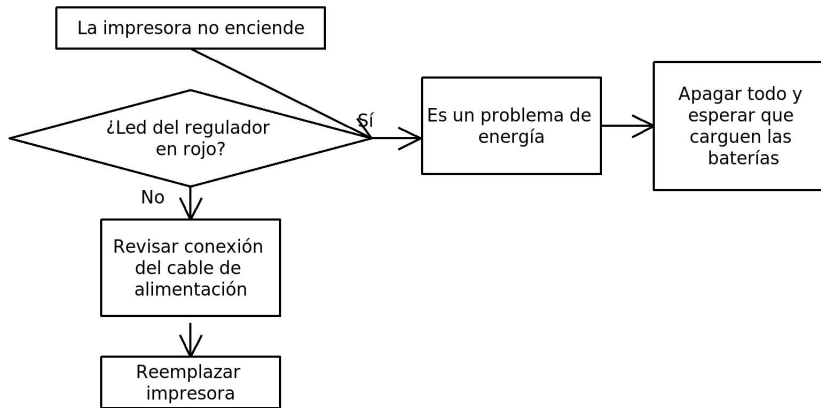 La impresora no enciende
¿Led del regulador
en rojo?
Sí
Es un problema de
energía
Apagar todo y
esperar que
carguen las
baterías
No
Revisar conexión
del cable de
alimentación
Reemplazar
impresora